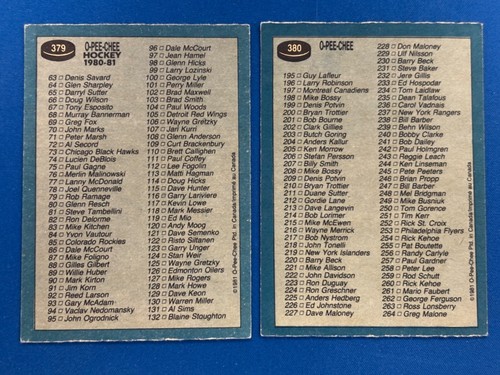 379
O-PEE-CHEE
HOCKEY
1980-81
63 Denis Savard
64 Glen Sharpley
65 Darryl Sutter
66 Doug Wilson
67 Tony Esposito
68 Murray Bannerman
69 Greg Fox
70 John Marks
71 Peter Marsh
72 Al Secord
73 Chicago Black Hawks
74 Lucien DeBlois
75 Paul Gagne
76 Merlin Malinowski
77 Lanny McDonald
78 Joel Quenneville
79 Rob Ramage
80 Glenn Resch
81 Steve Tambellini
82 Ron Delorme
83 Mike Kitchen
84 Yvon Vautour
85 Colorado Rockies
86 Dale McCourt
87 Mike Foligno
88 Gilles Gilbert
89 Willie Huber
90 Mark Kirton
91 Jim Korn
92 Reed Larson
93 Gary McAdam
94 Vaclav Nedomansky
95 John Ogrodnick
96 Dale McCourt
97 Jean Hamel
98 Glenn Hicks
99 Larry Lozinski
100 George Lyle
101 Perry Miller
102 Brad Maxwell
103 Brad Smith
104 Paul Woods
105 Detroit Red Wings
106 Wayne Gretzky
107 Jari Kurri
108 Glenn Anderson
109 Curt Brackenbury
110 Brett Callighen
111 Paul Coffey
112 Lee Fogolin
113 Matti Hagman
114 Doug Hicks
115 Dave Hunter
116 Garry Lariviere
117 Kevin Lowe
118 Mark Messier
119 Ed Mio
120 Andy Moog
121 Dave Semenko
122 Risto Siltanen
123 Garry Unger
124 Stan Weir
125 Wayne Gretzky
126 Edmonton Oilers
128 Mike Rogers
129 Dave Keon
130 Warren Miller
131 Al Sims
132 Blaine Stoughton
©1981 O-Pee-Chee Ptd. in Canada/Imprimé au Canada
380
O-PEE-CHEE
195 Guy Lafleur
196 Larry Robinson
197 Montreal Canadiens
198 Mike Bossy
199 Denis Potvin
200 Bryan Trottier
201 Bob Bourne
202 Clark Gillies
203 Butch Goring
204 Anders Kallur
205 Ken Morrow
206 Stefan Persson
207 Billy Smith
208 Mike Bossy
209 Denis Potvin
210 Bryan Trottier
211 Duane Sutter
212 Gordie Lane
213 Dave Langevin
214 Bob Lorimer
215 Mike McEwen
216 Wayne Merrick
217 Bob Nystrom
218 John Tonelli
219 New York Islanders
220 Barry Beck
221 Mike Allison
222 John Davidson
223 Ron Duguay
224 Ron Greschner
225 Anders Hedberg
226 Ed Johnstone
227 Dave Maloney
228 Don Maloney
229 Ulf Nilsson
230 Barry Beck
231 Steve Baker
232 Jere Gillis
233 Ed Hospodar
234 Tom Laidlaw
235 Dean Talafous
236 Carol Vadnais
237 New York Rangers
238 Bill Barber
239 Behn Wilson
240 Bobby Clarke
241 Bob Dailey
242 Paul Holmgren
243 Reggie Leach
244 Ken Linseman
245 Pete Peeters
246 Brian Propp
247 Bill Barber
248 Mel Bridgman
249 Mike Busniuk
250 Tom Gorence
251 Tim Kerr
252 Rick St. Croix
253 Philadelphia Flyers
254 Rick Kehoe
255 Pat Boutette
256 Randy Carlyle
257 Paul Gardner
258 Peter Lee
259 Rod Schutt
260 Rick Kehoe
261 Mario Faubert
262 George Ferguson
263 Ross Lonsberry
264 Greg Malone
©1981 O-Pee-Chee Ptd. in Canada/Imprimé au Canada